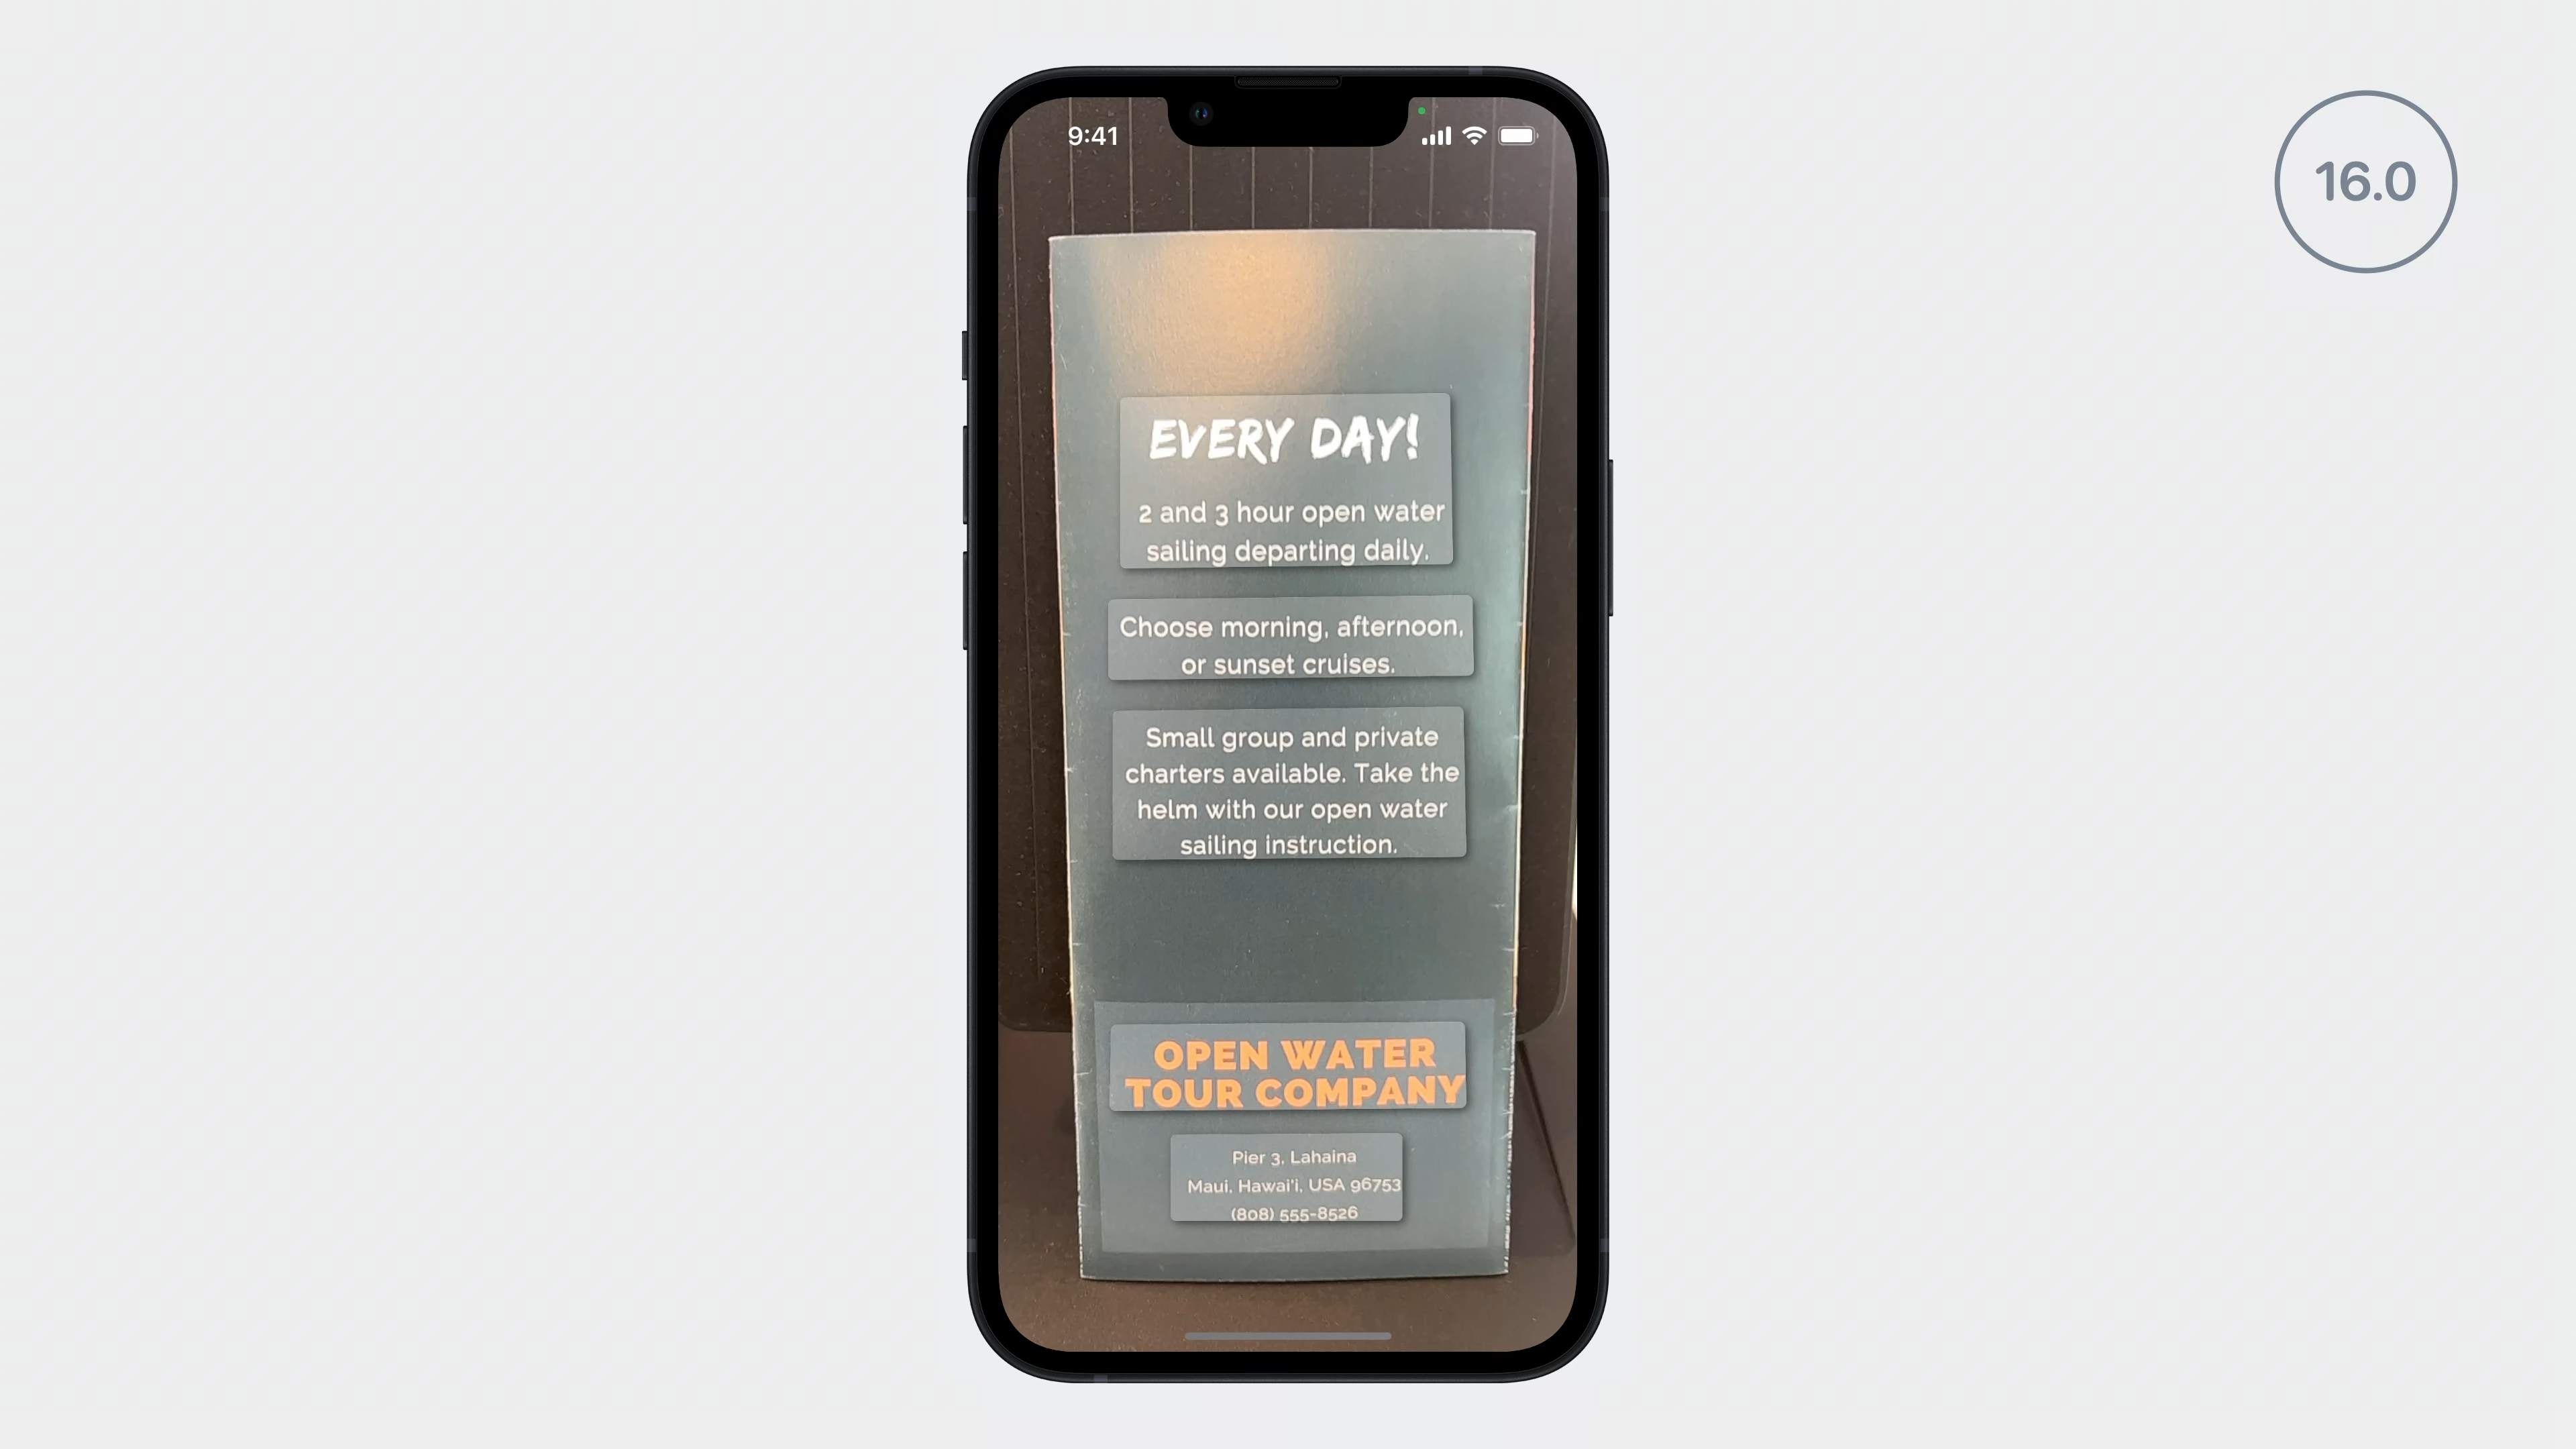 9:41
16.0
EVERY DAY!
2 and 3 hour open water
sailing departing daily.
Choose morning, afternoon,
or sunset cruises.
Small group and private
charters available. Take the
helm with our open water
sailing instruction.
OPEN WATER
TOUR COMPANY
Pier 3, Lahaina
Maui, Hawai'i, USA 96753
(808) 555-8526